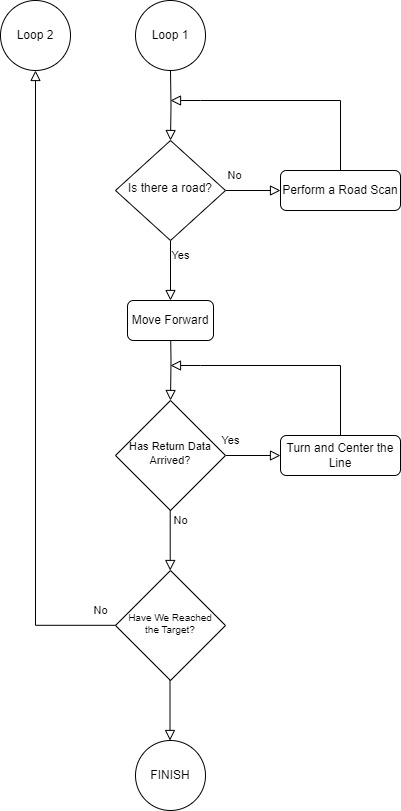 Loop 2
Loop 1
Is there a road?
No
Perform a Road Scan
Yes
Move Forward
Has Return Data
Arrived?
Yes
Turn and Center the
Line
No
Have We Reached
the Target?
No
FINISH